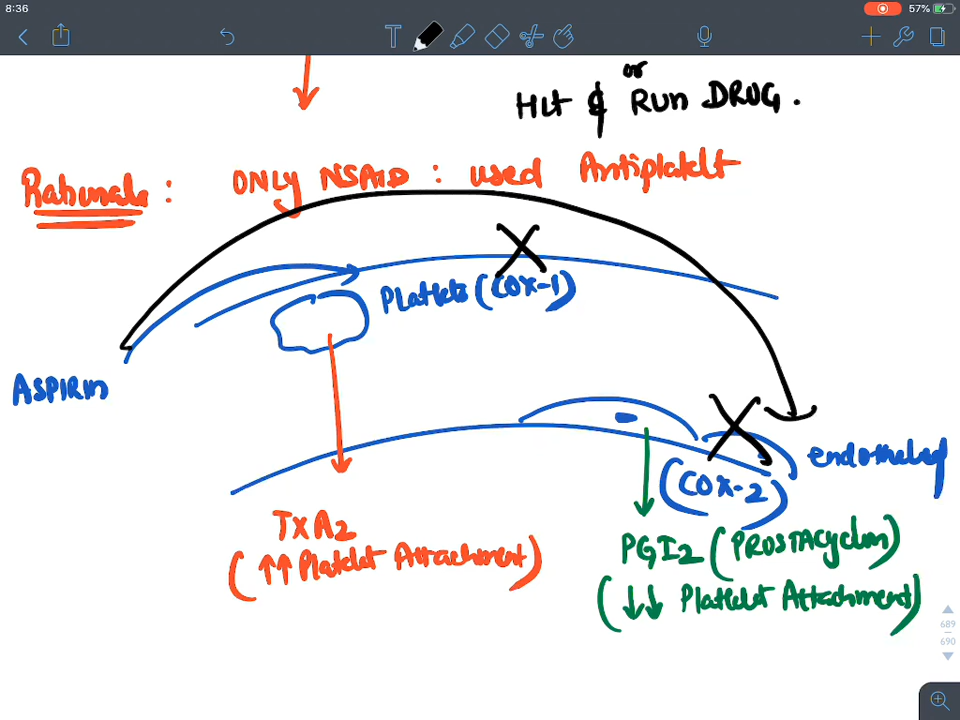 8:36
57%
T
or
Hit & Run DRUG.
Rationale : ONLY NSAID : used Antiplatelt
Platelets (COX-1)
ASPIRIN
endothelial
(COX-2)
TXA2
(↑↑ Platelet Attachment)
PGI2 (PROSTAcyclin)
(↓↓ Platelet Attachment)
689
690